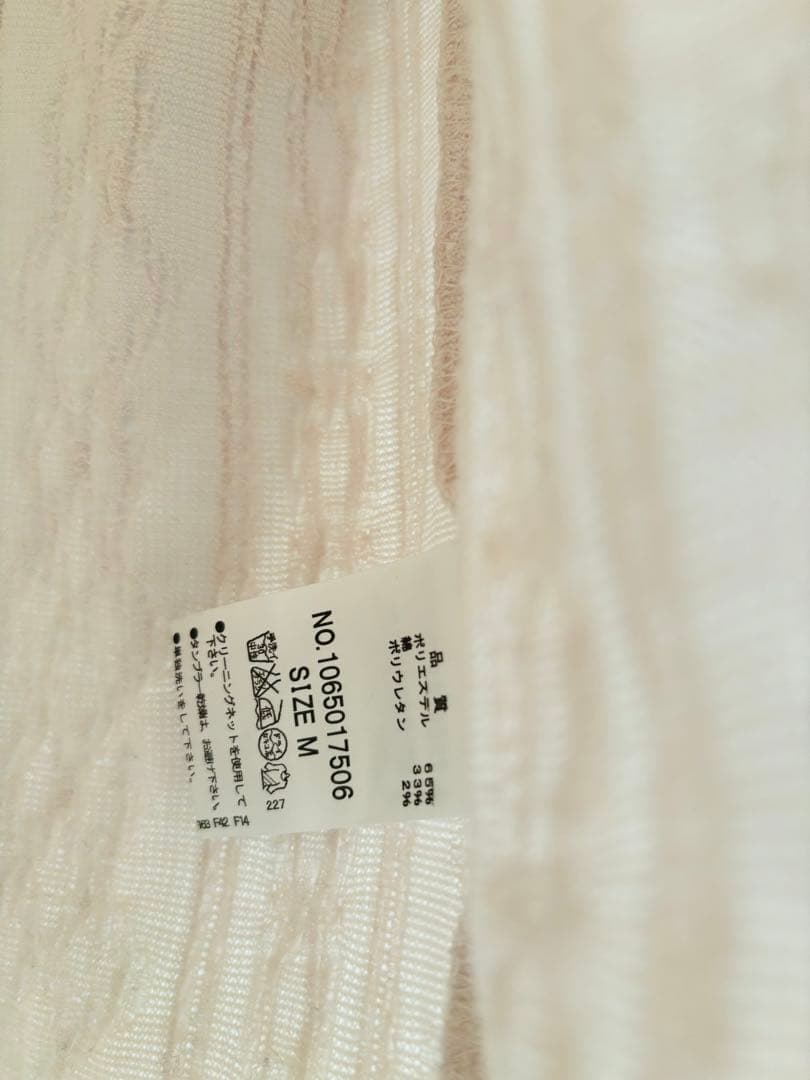 品 質
ポリエステル 65%
綿 33%
ポリウレタン 2%
NO.1065017506
SIZE M
227
●クリーニングネットを使用して
下さい。
●タンブラー乾燥は、お避け下さい。
●単独洗いをして下さい。
F42 F14